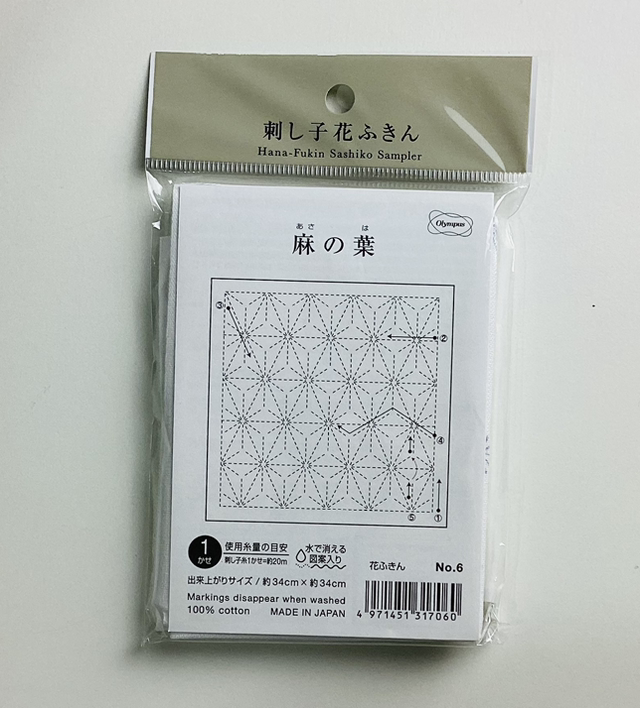 刺し子花ふきん
Hana-Fukin Sashiko Sampler
Olympus
あさ は
麻の葉
③
②
④
⑤
①
1
かせ
使用糸量の目安
刺し子糸1かせ=約20m
水で消える
図案入り
花ふきん No.6
出来上がりサイズ/約34cm×約34cm
Markings disappear when washed
100% cotton MADE IN JAPAN
4 971451 317060